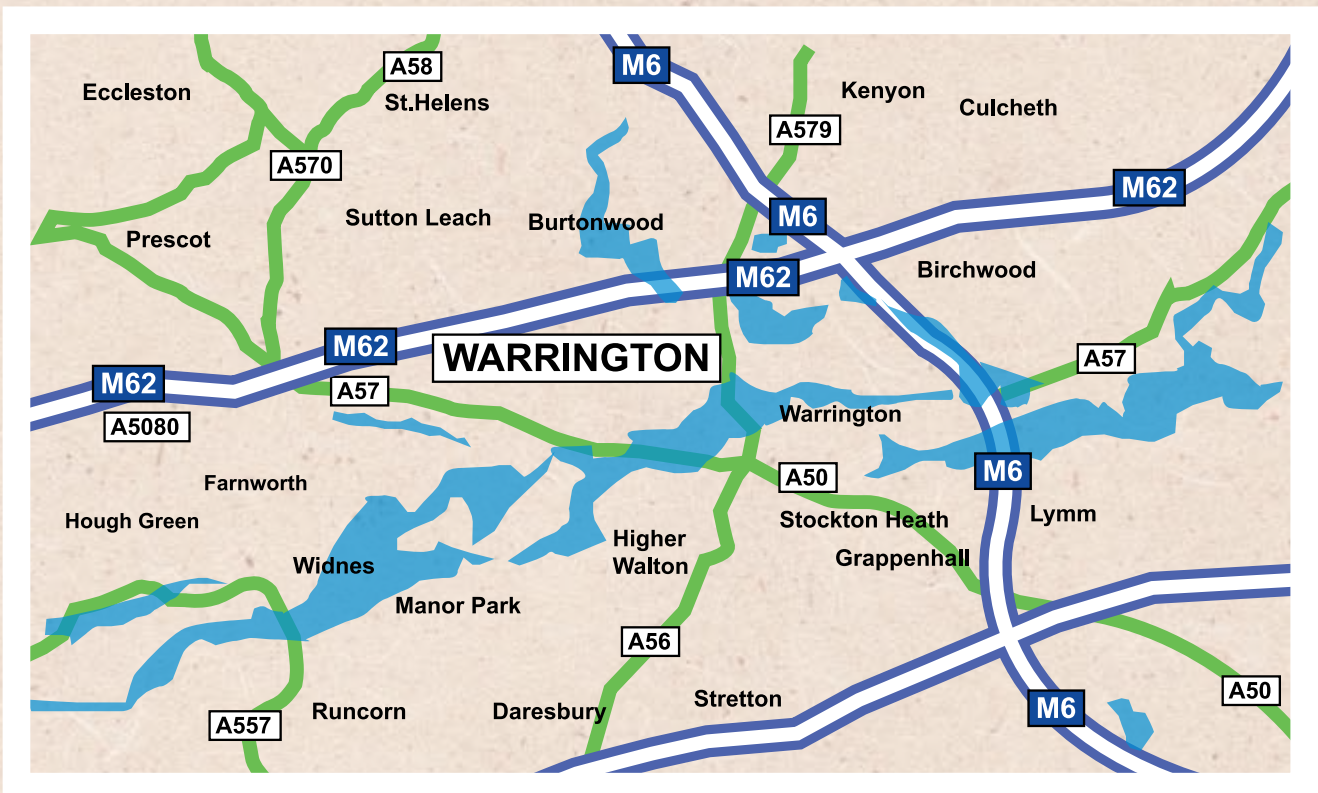 M6
A58
Eccleston
Kenyon
St.Helens
Culcheth
A579
A570
M62
Sutton Leach
M6
Burtonwood
Prescot
Birchwood
M62
M62
WARRINGTON
A57
M62
A57
Warrington
A5080
M6
A50
Farnworth
Lymm
Hough Green
Stockton Heath
Higher
Walton
Grappenhall
Widnes
Manor Park
A56
A50
Stretton
M6
Runcorn
Daresbury
A557